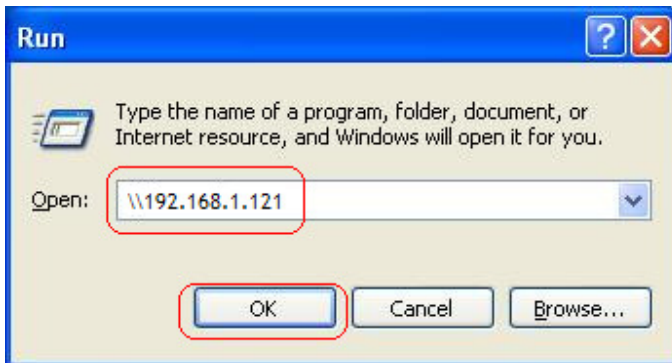 Run
Type the name of a program, folder, document, or
Internet resource, and Windows will open it for you.
Open: \\192.168.1.121
OK Cancel Browse...